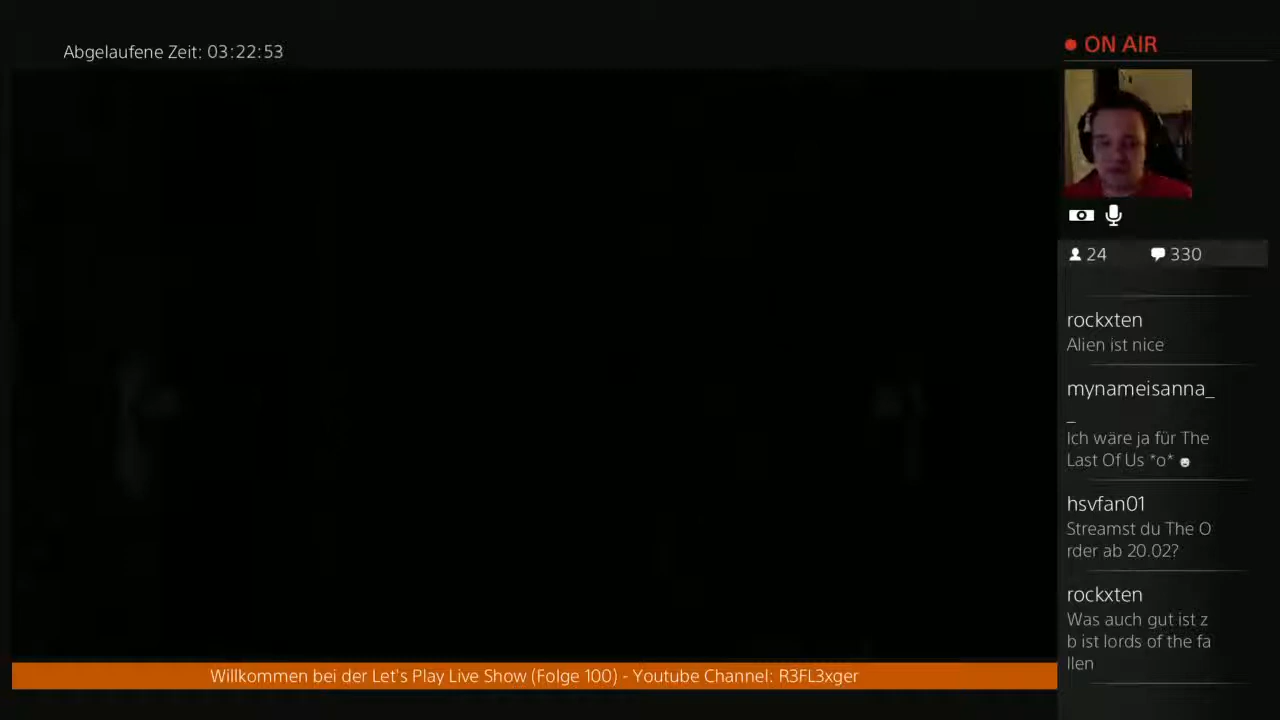 Abgelaufene Zeit: 03:22:53
ON AIR
24 330
rockxten
Alien ist nice
mynameisanna_
_
Ich wäre ja für The
Last Of Us *o*
hsvfan01
Streamst du The O
rder ab 20.02?
rockxten
Was auch gut ist z
b ist lords of the fa
llen
Willkommen bei der Let's Play Live Show (Folge 100) - Youtube Channel: R3FL3xger